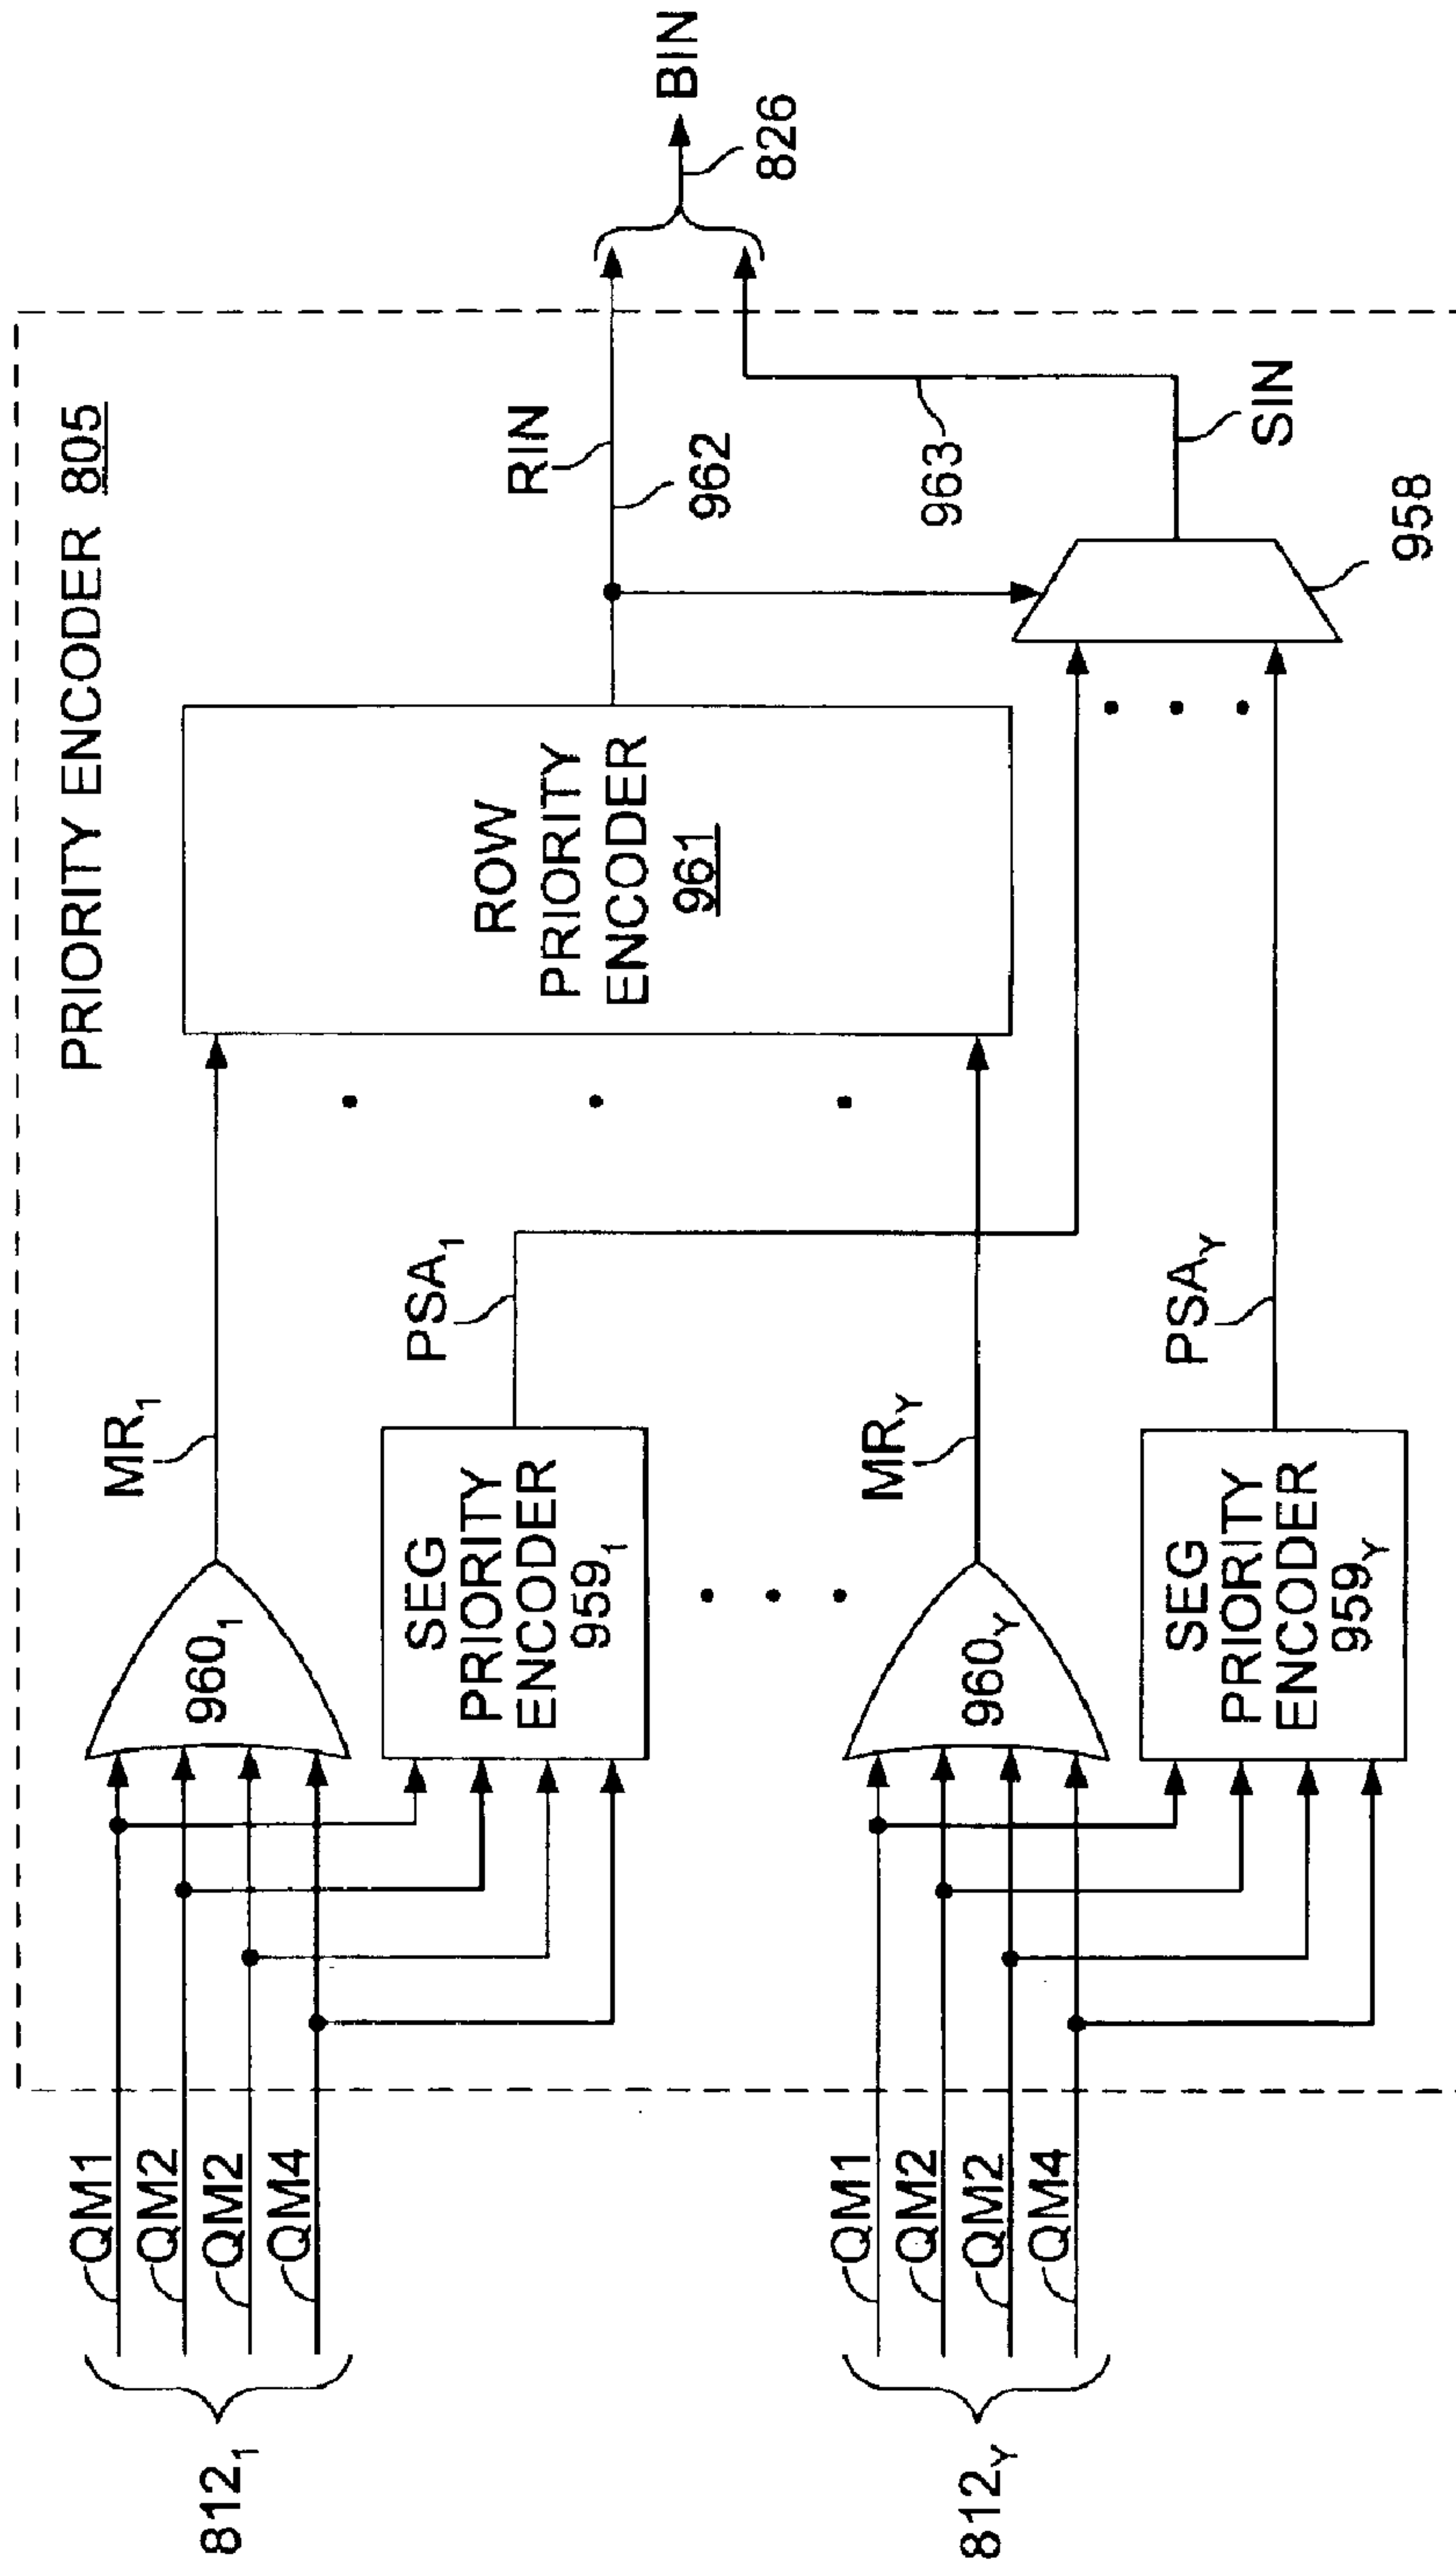 PRIORITY ENCODER 805
812₁
QM1
QM2
QM2
QM4
960₁
MR₁
SEG
PRIORITY
ENCODER
959₁
PSA₁
ROW
PRIORITY
ENCODER
961
RIN
962
BIN
826
963
SIN
958
812Y
QM1
QM2
QM2
QM4
960Y
MRY
SEG
PRIORITY
ENCODER
959Y
PSAY